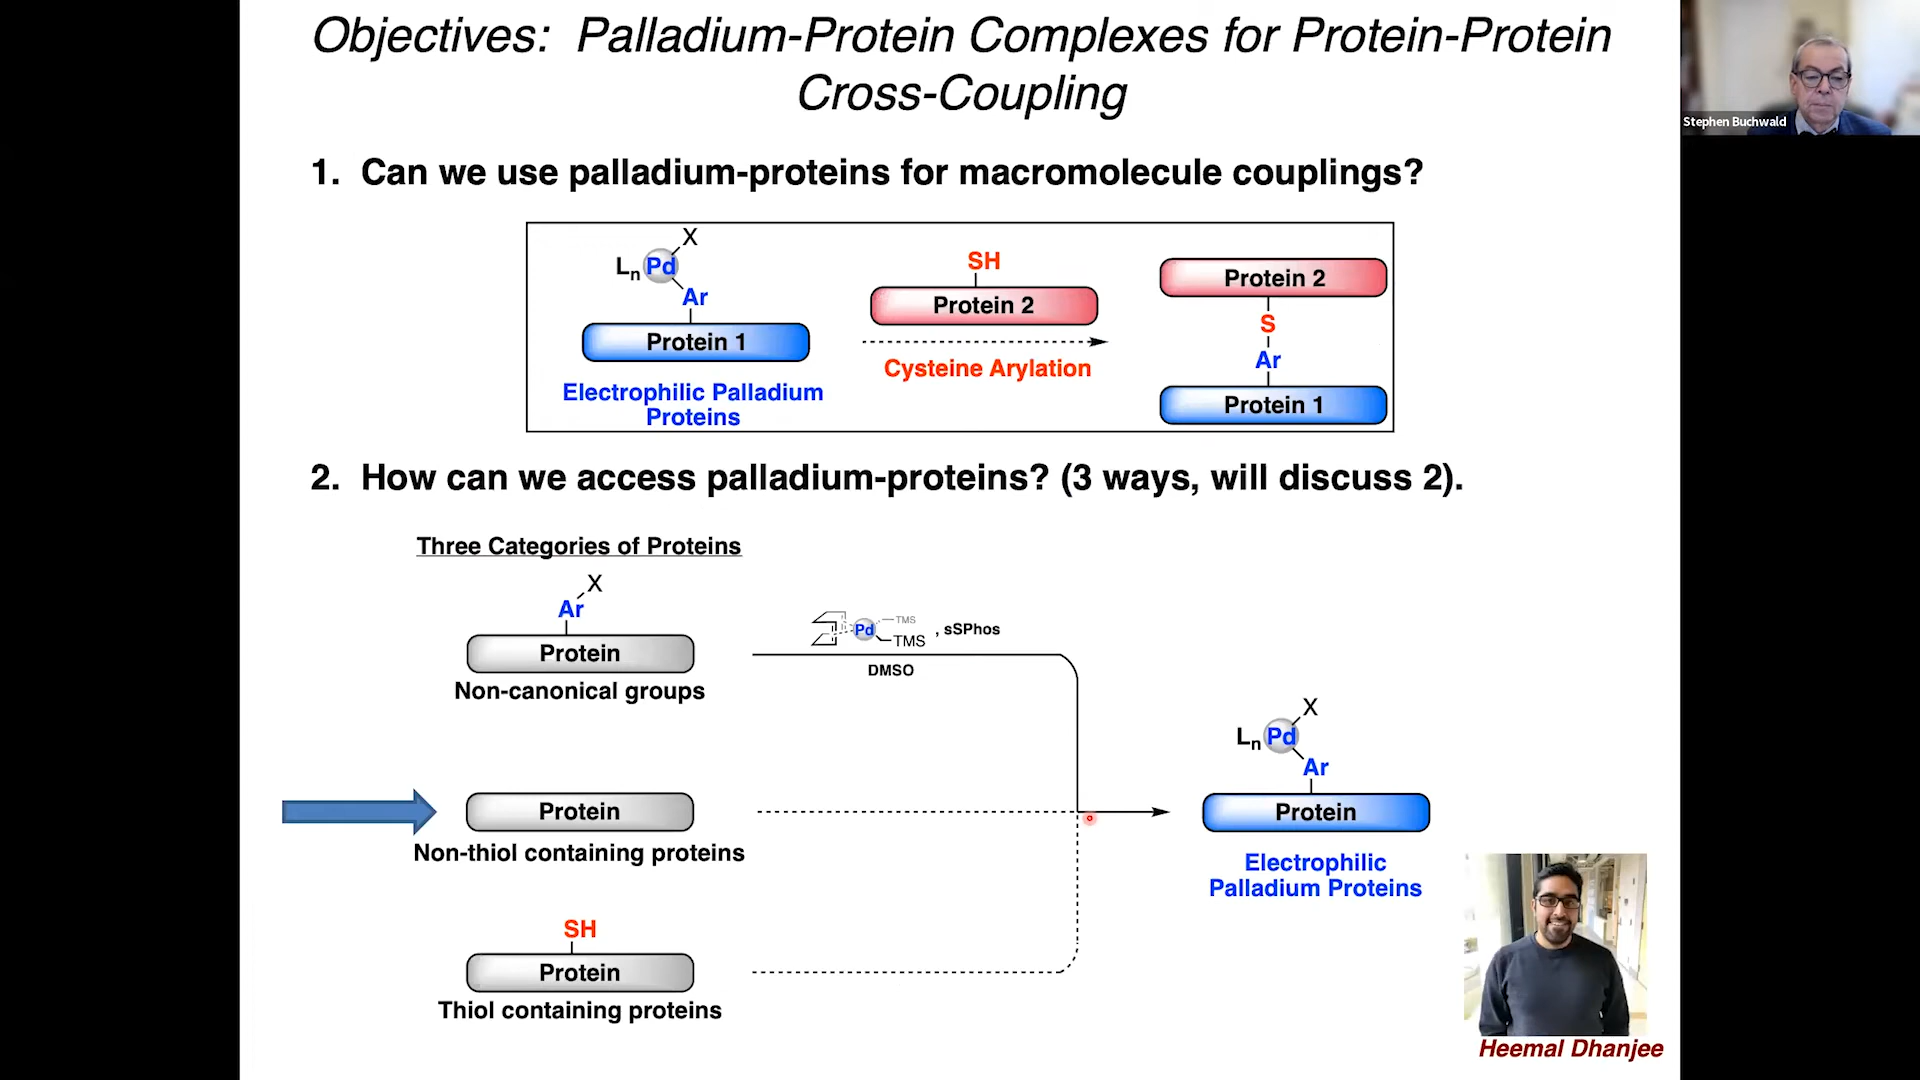 Objectives: Palladium-Protein Complexes for Protein-Protein
Cross-Coupling
Stephen Buchwald
1. Can we use palladium-proteins for macromolecule couplings?
X
Ln Pd
Ar
Protein 1
Electrophilic Palladium
Proteins
SH
Protein 2
Cysteine Arylation
Protein 2
S
Ar
Protein 1
2. How can we access palladium-proteins? (3 ways, will discuss 2).
Three Categories of Proteins
X
Ar
Protein
Non-canonical groups
Pd TMS
TMS , sSPhos
DMSO
Protein
Non-thiol containing proteins
SH
Protein
Thiol containing proteins
X
Ln Pd
Ar
Protein
Electrophilic
Palladium Proteins
Heemal Dhanjee